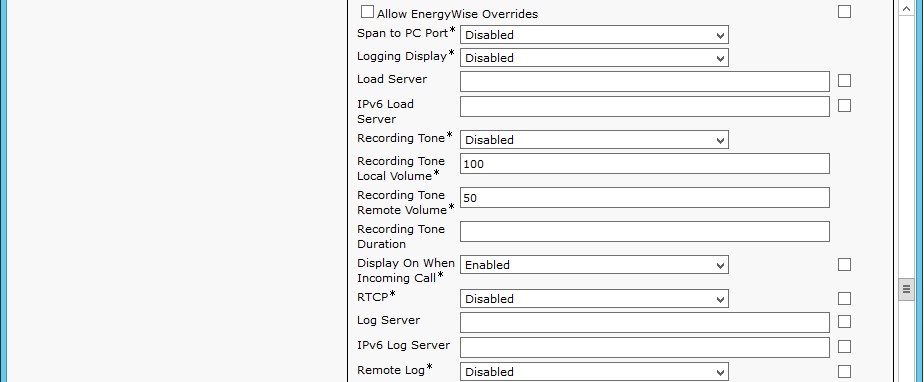 Allow EnergyWise Overrides
Span to PC Port* Disabled
Logging Display* Disabled
Load Server
IPv6 Load
Server
Recording Tone* Disabled
Recording Tone
Local Volume* 100
Recording Tone
Remote Volume* 50
Recording Tone
Duration
Display On When
Incoming Call* Enabled
RTCP* Disabled
Log Server
IPv6 Log Server
Remote Log* Disabled